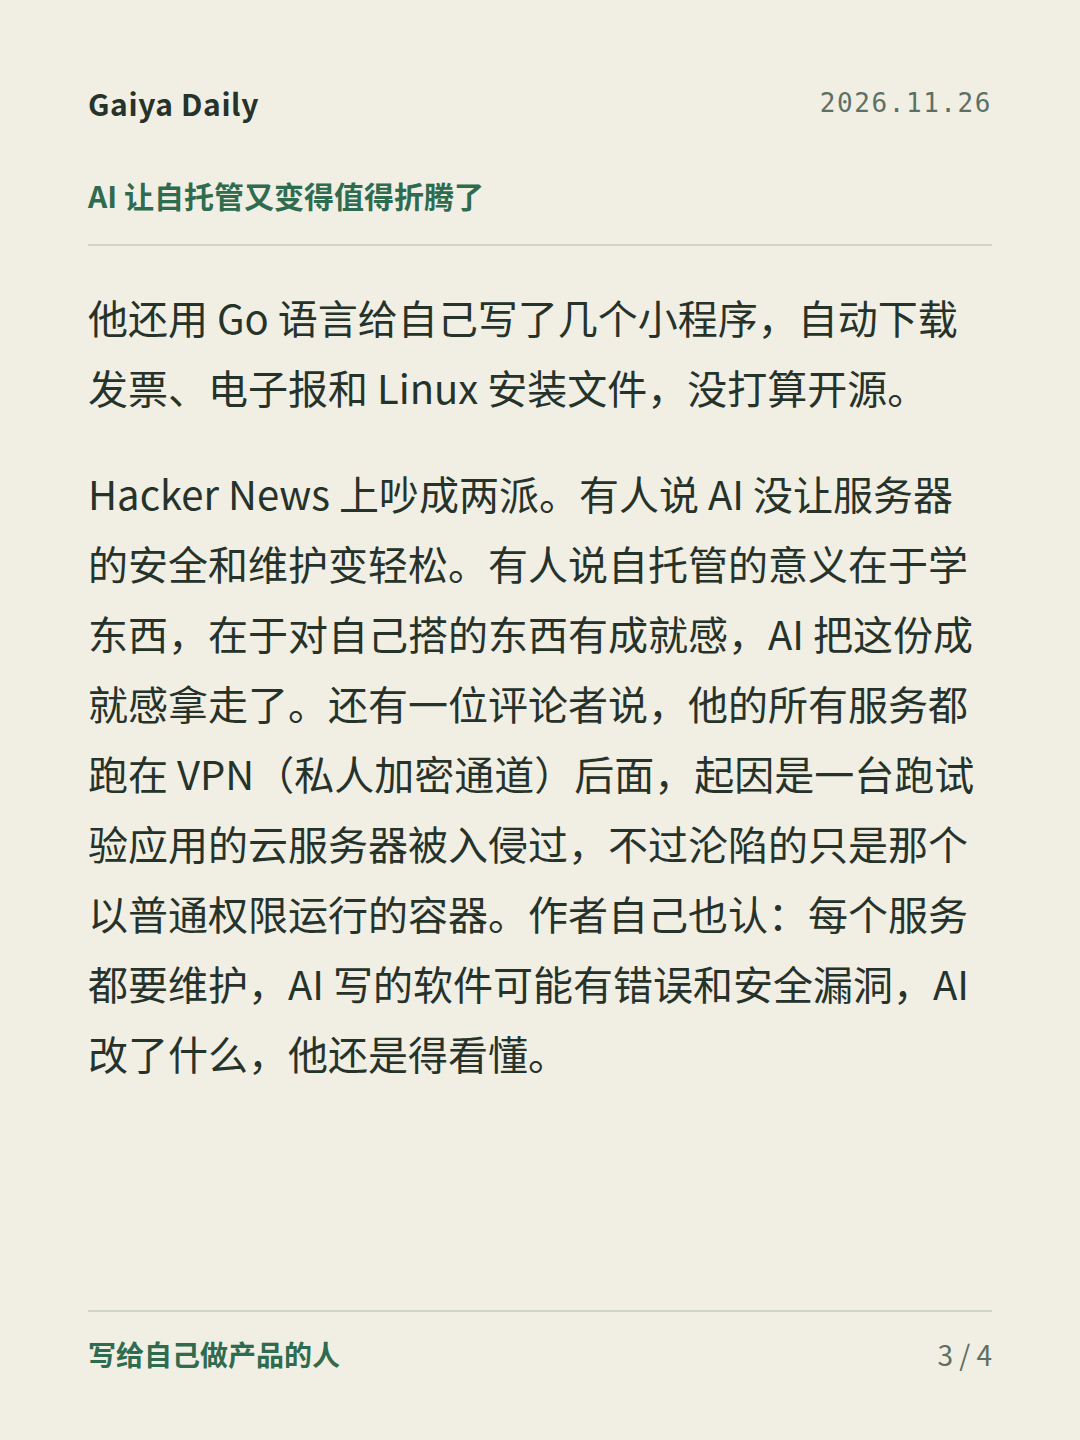 Gaiya Daily
2026.11.26
AI 让自托管又变得值得折腾了
他还用 Go 语言给自己写了几个小程序，自动下载
发票、电子报和 Linux 安装文件，没打算开源。
Hacker News 上吵成两派。有人说 AI 没让服务器
的安全和维护变轻松。有人说自托管的意义在于学
东西，在于对自己搭的东西有成就感，AI 把这份成
就感拿走了。还有一位评论者说，他的所有服务都
跑在 VPN（私人加密通道）后面，起因是一台跑试
验应用的云服务器被入侵过，不过沦陷的只是那个
以普通权限运行的容器。作者自己也认：每个服务
都要维护，AI 写的软件可能有错误和安全漏洞，AI
改了什么，他还是得看懂。
写给自己做产品的人
3 / 4